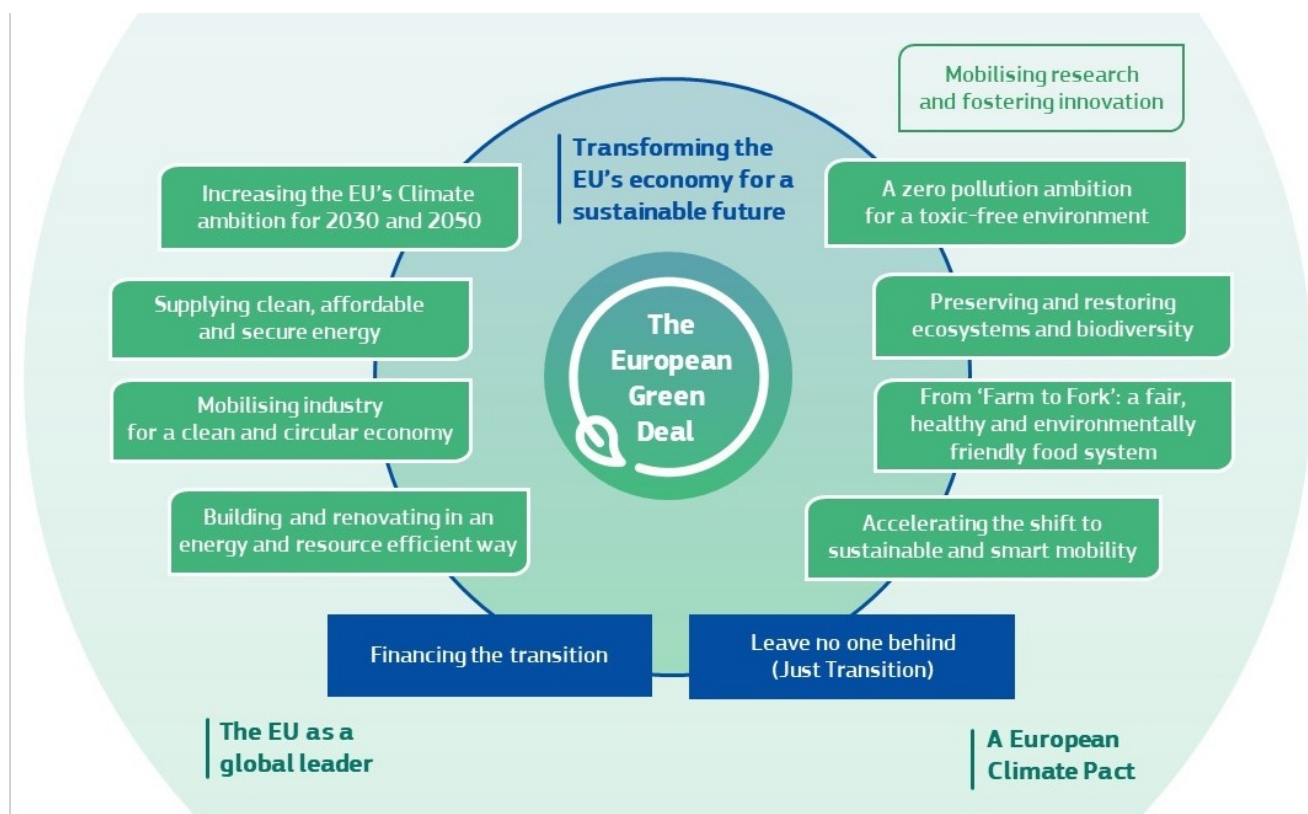 Mobilising research
and fostering innovation
Transforming the
EU's economy for a
sustainable future
Increasing the EU's Climate
ambition for 2030 and 2050
A zero pollution ambition
for a toxic-free environment
Supplying clean, affordable
and secure energy
Preserving and restoring
ecosystems and biodiversity
The
European
Green
Deal
Mobilising industry
for a clean and circular economy
From ‘Farm to Fork’: a fair,
healthy and environmentally
friendly food system
Building and renovating in an
energy and resource efficient way
Accelerating the shift to
sustainable and smart mobility
Financing the transition
Leave no one behind
(Just Transition)
The EU as a
global leader
A European
Climate Pact